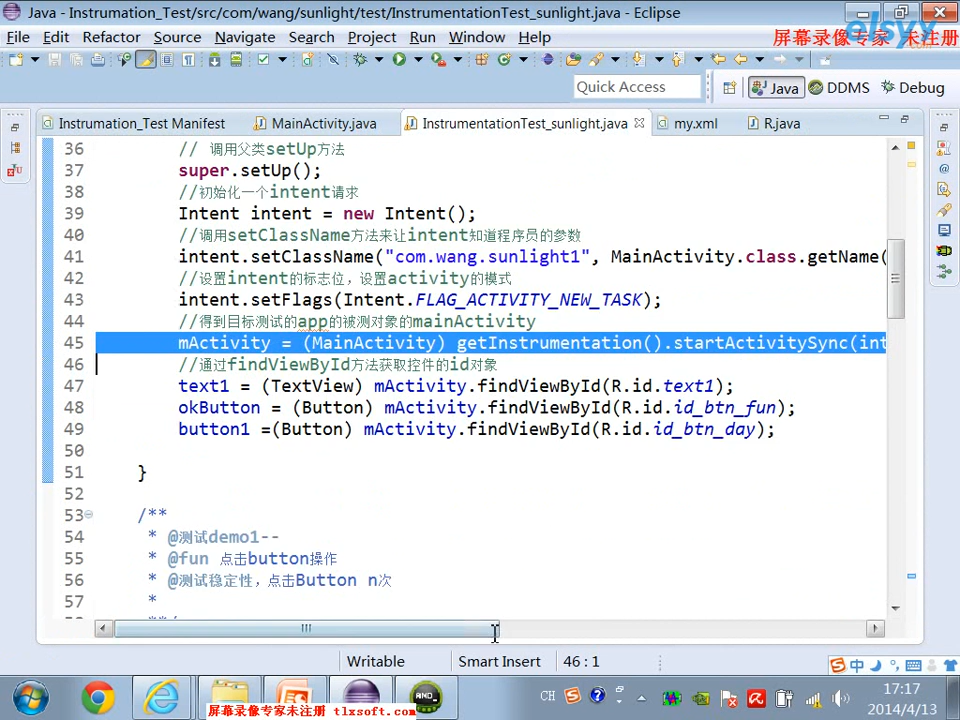 Java - Instrumation_Test/src/com/wang/sunlight/test/InstrumentationTest_sunlight.java - Eclipse
elsyy
屏幕录像专家 未注册
File Edit Refactor Source Navigate Search Project Run Window Help
Quick Access
Java DDMS Debug
Instrumation_Test Manifest MainActivity.java InstrumentationTest_sunlight.java my.xml R.java
36 // 调用父类setUp方法
37 super.setUp();
38 //初始化一个intent请求
39 Intent intent = new Intent();
40 //调用setClassName方法来让intent知道程序员的参数
41 intent.setClassName("com.wang.sunlight1", MainActivity.class.getName(
42 //设置intent的标志位，设置activity的模式
43 intent.setFlags(Intent.FLAG_ACTIVITY_NEW_TASK);
44 //得到目标测试的app的被测对象的mainActivity
45 mActivity = (MainActivity) getInstrumentation().startActivitySync(int
46 //通过findViewById方法获取控件的id对象
47 text1 = (TextView) mActivity.findViewById(R.id.text1);
48 okButton = (Button) mActivity.findViewById(R.id.id_btn_fun);
49 button1 =(Button) mActivity.findViewById(R.id.id_btn_day);
50
51 }
52
53 /**
54 * @测试demo1--
55 * @fun 点击button操作
56 * @测试稳定性，点击Button n次
57 *
Writable Smart Insert 46 : 1
中
CH
17:17
2014/4/13
屏幕录像专家未注册 tlxsoft.com